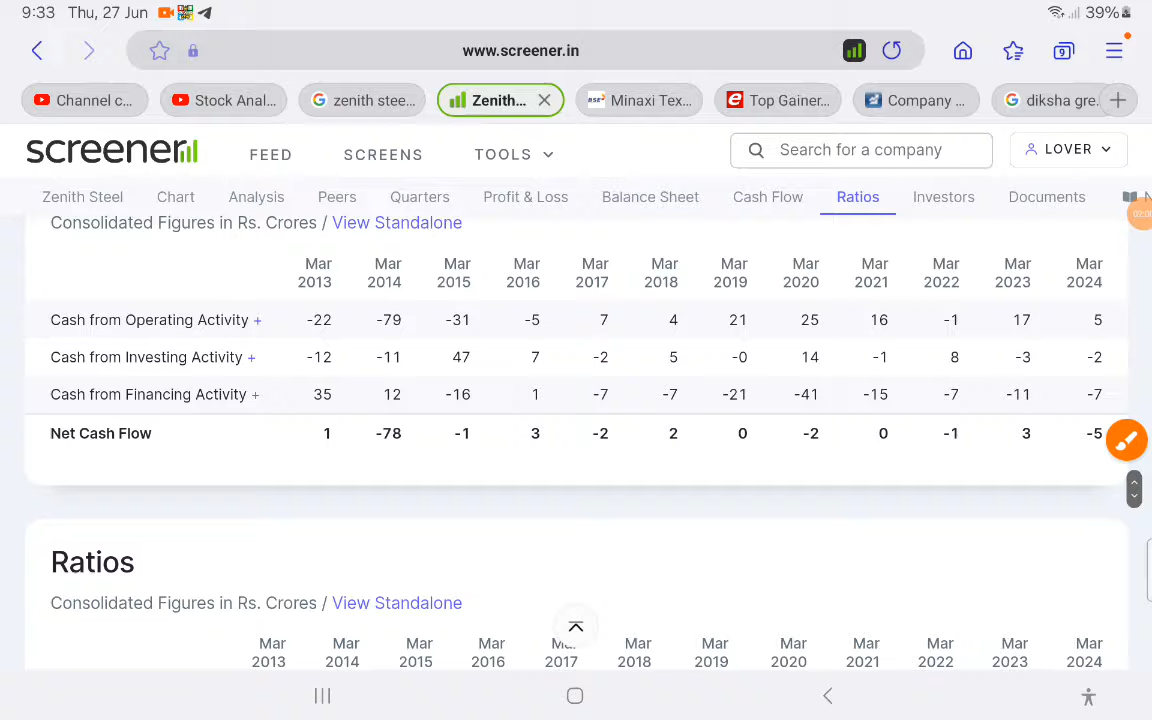 9:33 Thu, 27 Jun 39%
www.screener.in
9
Channel c... Stock Anal... zenith stee... Zenith... Minaxi Tex... Top Gainer... Company ... diksha gre.
screener FEED SCREENS TOOLS Search for a company LOVER
Zenith Steel Chart Analysis Peers Quarters Profit & Loss Balance Sheet Cash Flow Ratios Investors Documents N
Consolidated Figures in Rs. Crores / View Standalone
Mar 2013 Mar 2014 Mar 2015 Mar 2016 Mar 2017 Mar 2018 Mar 2019 Mar 2020 Mar 2021 Mar 2022 Mar 2023 Mar 2024
Cash from Operating Activity + -22 -79 -31 -5 7 4 21 25 16 -1 17 5
Cash from Investing Activity + -12 -11 47 7 -2 5 -0 14 -1 8 -3 -2
Cash from Financing Activity + 35 12 -16 1 -7 -7 -21 -41 -15 -7 -11 -7
Net Cash Flow 1 -78 -1 3 -2 2 0 -2 0 -1 3 -5
Ratios
Consolidated Figures in Rs. Crores / View Standalone
Mar 2013 Mar 2014 Mar 2015 Mar 2016 Mar 2017 Mar 2018 Mar 2019 Mar 2020 Mar 2021 Mar 2022 Mar 2023 Mar 2024